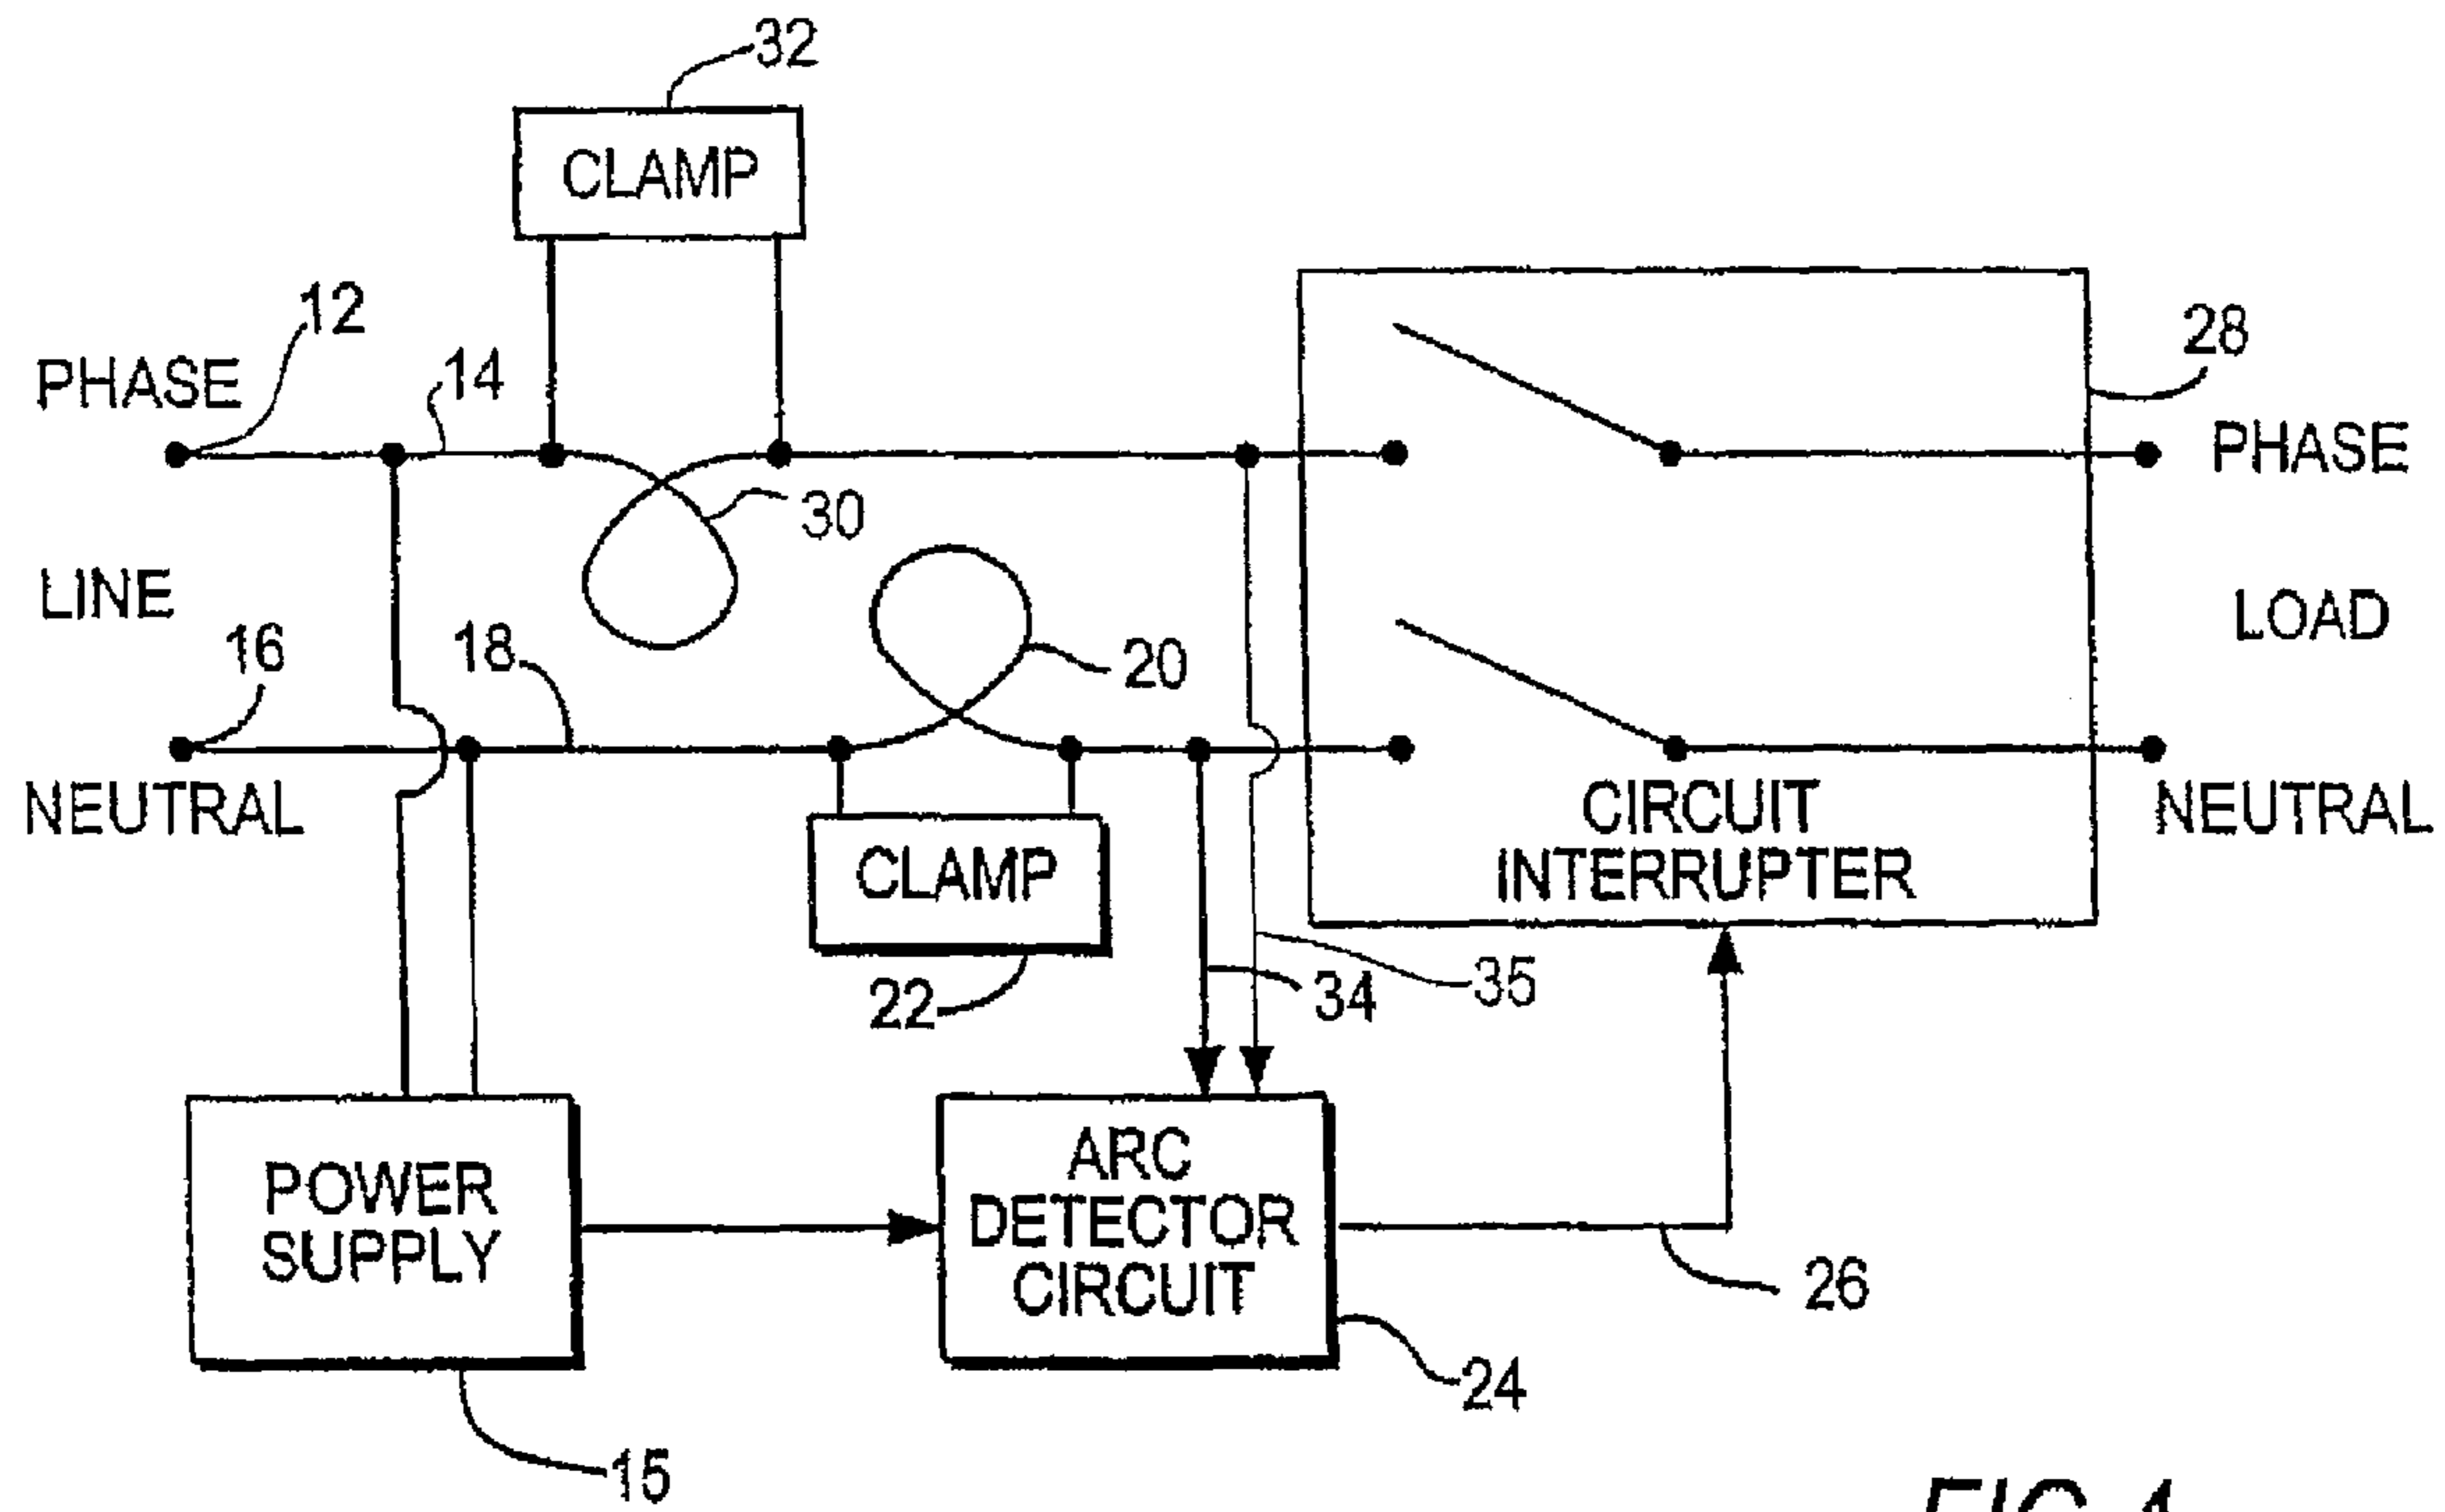 32
CLAMP
12
28
PHASE
14
PHASE
30
LINE
LOAD
16
18
20
NEUTRAL
CIRCUIT
INTERRUPTER
NEUTRAL
CLAMP
22
34
35
POWER
SUPPLY
ARC
DETECTOR
CIRCUIT
26
24
15